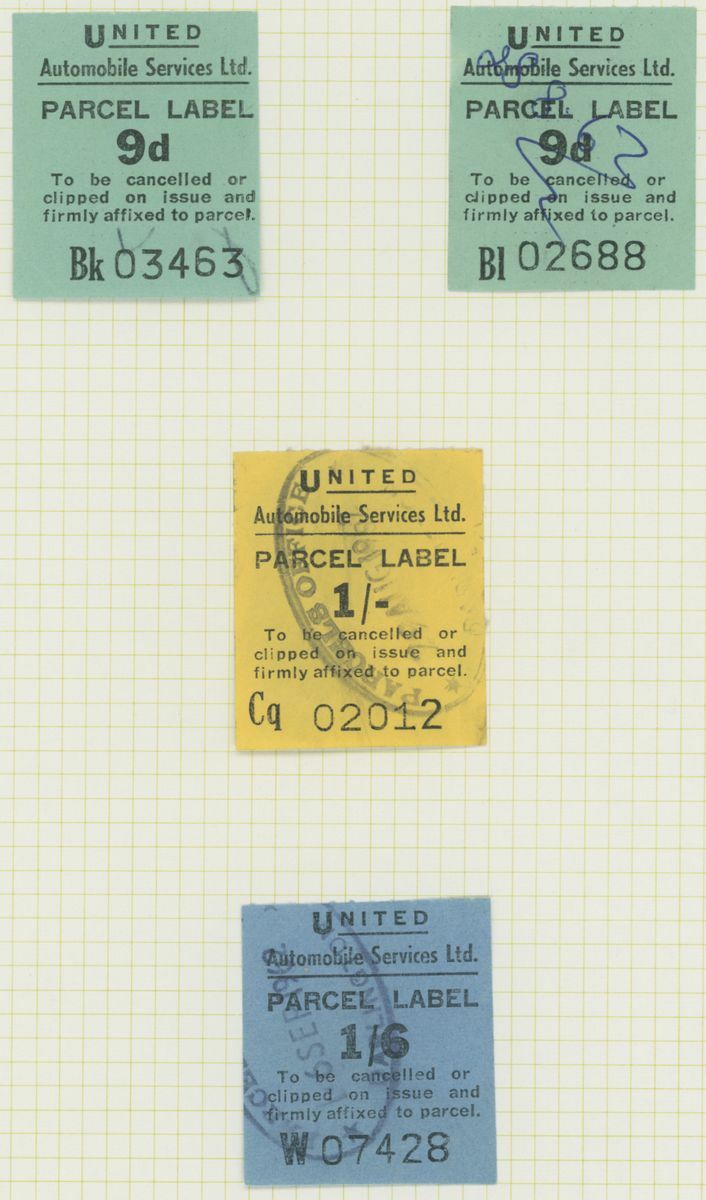 UNITED
Automobile Services Ltd.
PARCEL LABEL
9d
To be cancelled or
clipped on issue and
firmly affixed to parcel.
Bk 03463
UNITED
Automobile Services Ltd.
PARCEL LABEL
9d
To be cancelled or
clipped on issue and
firmly affixed to parcel.
Bl 02688
UNITED
Automobile Services Ltd.
PARCEL LABEL
1/-
To be cancelled or
clipped on issue and
firmly affixed to parcel.
Cq 02012
PARCELS OFFICE
UNITED
Automobile Services Ltd.
PARCEL LABEL
1/6
To be cancelled or
clipped on issue and
firmly affixed to parcel.
W 07428